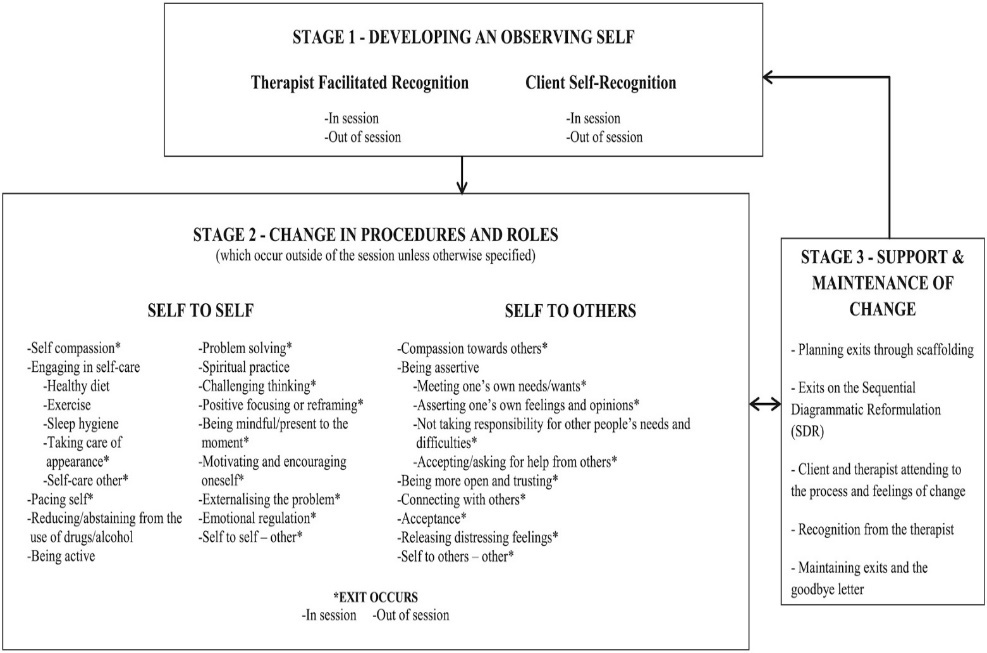 STAGE 1 - DEVELOPING AN OBSERVING SELF
Therapist Facilitated Recognition
-In session
-Out of session
Client Self-Recognition
-In session
-Out of session
STAGE 2 - CHANGE IN PROCEDURES AND ROLES
(which occur outside of the session unless otherwise specified)
SELF TO SELF
-Self compassion*
-Engaging in self-care
-Healthy diet
-Exercise
-Sleep hygiene
-Taking care of
appearance*
-Self-care other*
-Pacing self*
-Reducing/abstaining from the
use of drugs/alcohol
-Being active
-Problem solving*
-Spiritual practice
-Challenging thinking*
-Positive focusing or reframing*
-Being mindful/present to the
moment*
-Motivating and encouraging
oneself*
-Externalising the problem*
-Emotional regulation*
-Self to self – other*
SELF TO OTHERS
-Compassion towards others*
-Being assertive
-Meeting one's own needs/wants*
-Asserting one's own feelings and opinions*
-Not taking responsibility for other people's needs and
difficulties*
-Accepting/asking for help from others*
-Being more open and trusting*
-Connecting with others*
-Acceptance*
-Releasing distressing feelings*
-Self to others – other*
*EXIT OCCURS
-In session -Out of session
STAGE 3 - SUPPORT &
MAINTENANCE OF
CHANGE
- Planning exits through scaffolding
- Exits on the Sequential
Diagrammatic Reformulation
(SDR)
- Client and therapist attending to
the process and feelings of change
- Recognition from the therapist
- Maintaining exits and the
goodbye letter